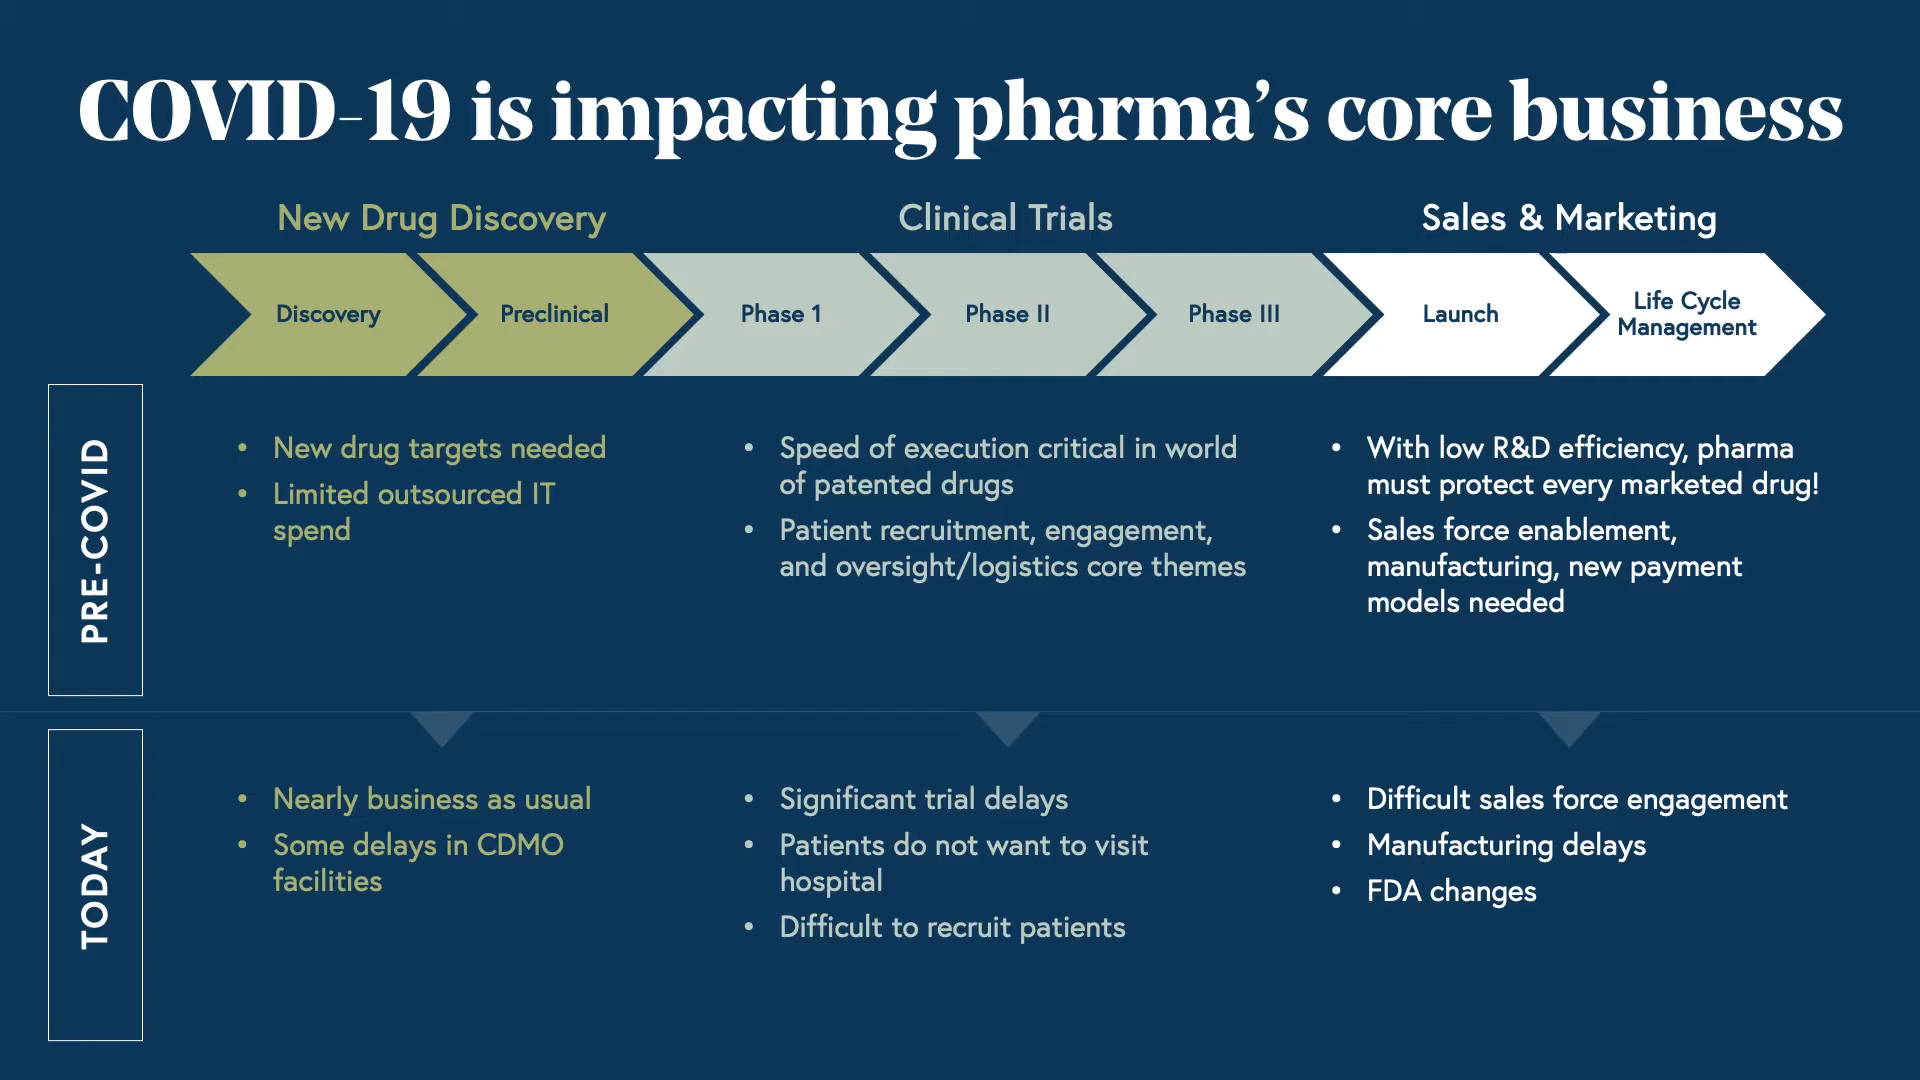 COVID-19 is impacting pharma’s core business
New Drug Discovery
Clinical Trials
Sales & Marketing
Discovery
Preclinical
Phase 1
Phase II
Phase III
Launch
Life Cycle
Management
PRE-COVID
• New drug targets needed
• Limited outsourced IT
spend
• Speed of execution critical in world
of patented drugs
• Patient recruitment, engagement,
and oversight/logistics core themes
• With low R&D efficiency, pharma
must protect every marketed drug!
• Sales force enablement,
manufacturing, new payment
models needed
TODAY
• Nearly business as usual
• Some delays in CDMO
facilities
• Significant trial delays
• Patients do not want to visit
hospital
• Difficult to recruit patients
• Difficult sales force engagement
• Manufacturing delays
• FDA changes